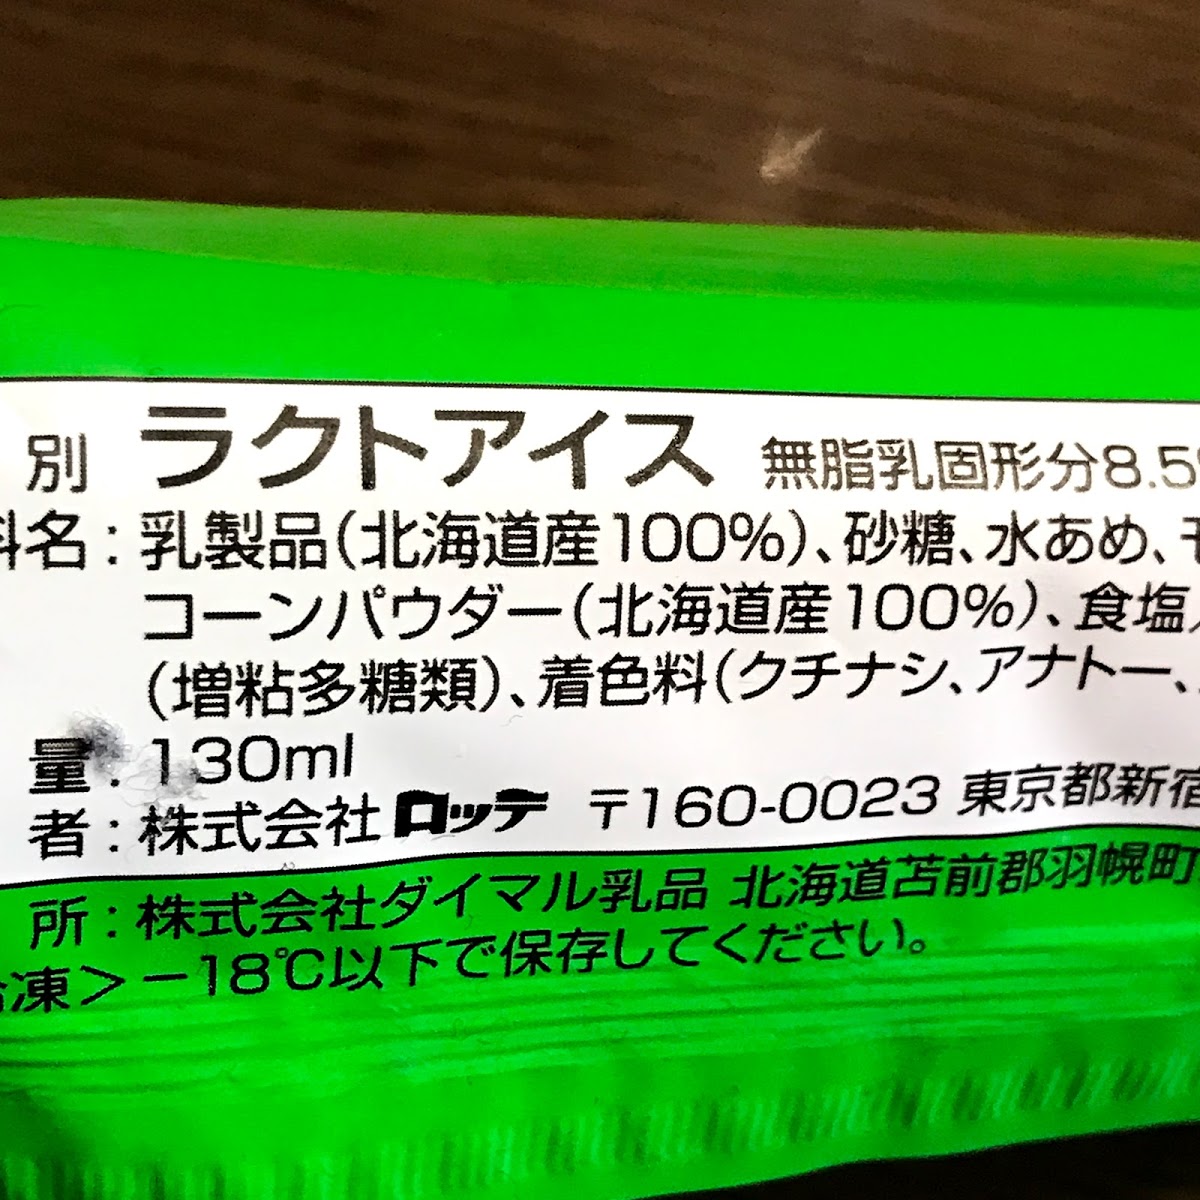 別 ラクトアイス 無脂乳固形分8.5
料名：乳製品（北海道産100%）、砂糖、水あめ、
コーンパウダー（北海道産100%）、食塩
（増粘多糖類）、着色料（クチナシ、アナトー、
量：130ml
者：株式会社ロッテ 〒160-0023 東京都新宿
所：株式会社ダイマル乳品 北海道苫前郡羽幌町
冷凍＞－18℃以下で保存してください。